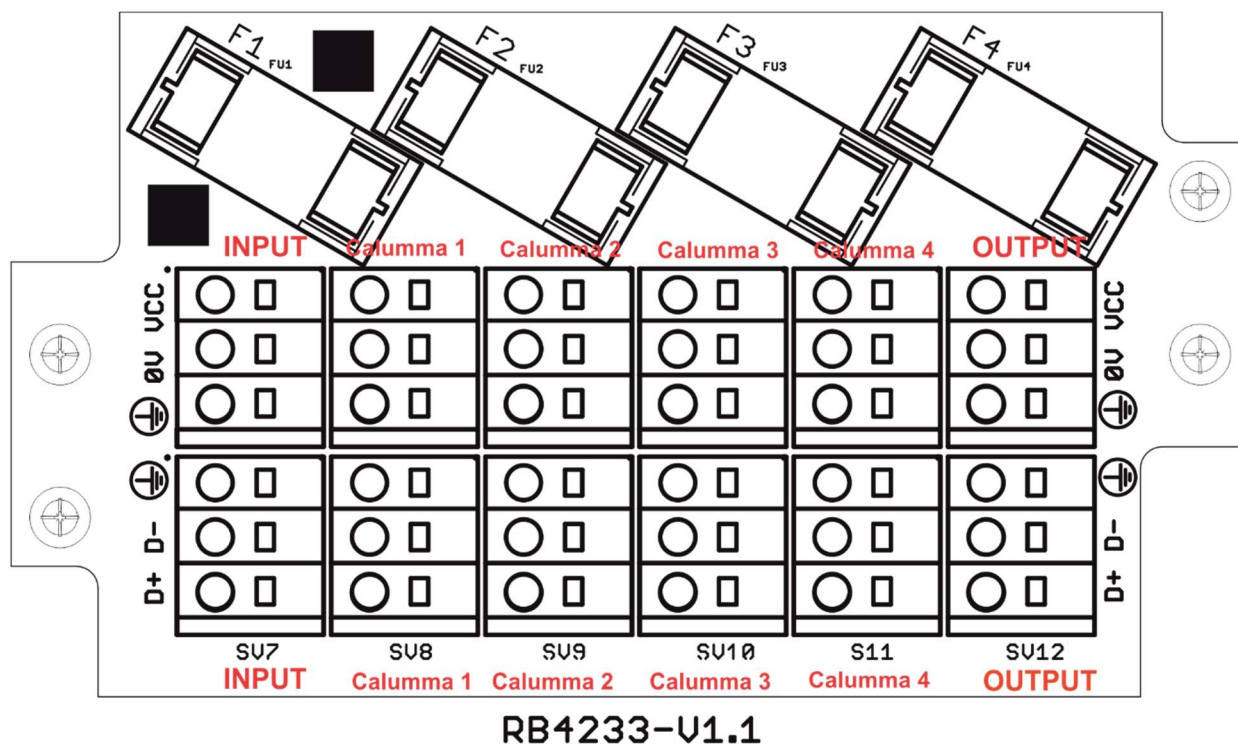 F1 FU1 F2 FU2 F3 FU3 F4 FU4
INPUT Calumma 1 Calumma 2 Calumma 3 Calumma 4 OUTPUT
VCC VCC
0V 0V
D- D-
D+ D+
SV7 SV8 SV9 SV10 S11 SV12
INPUT Calumma 1 Calumma 2 Calumma 3 Calumma 4 OUTPUT
RB4233-V1.1